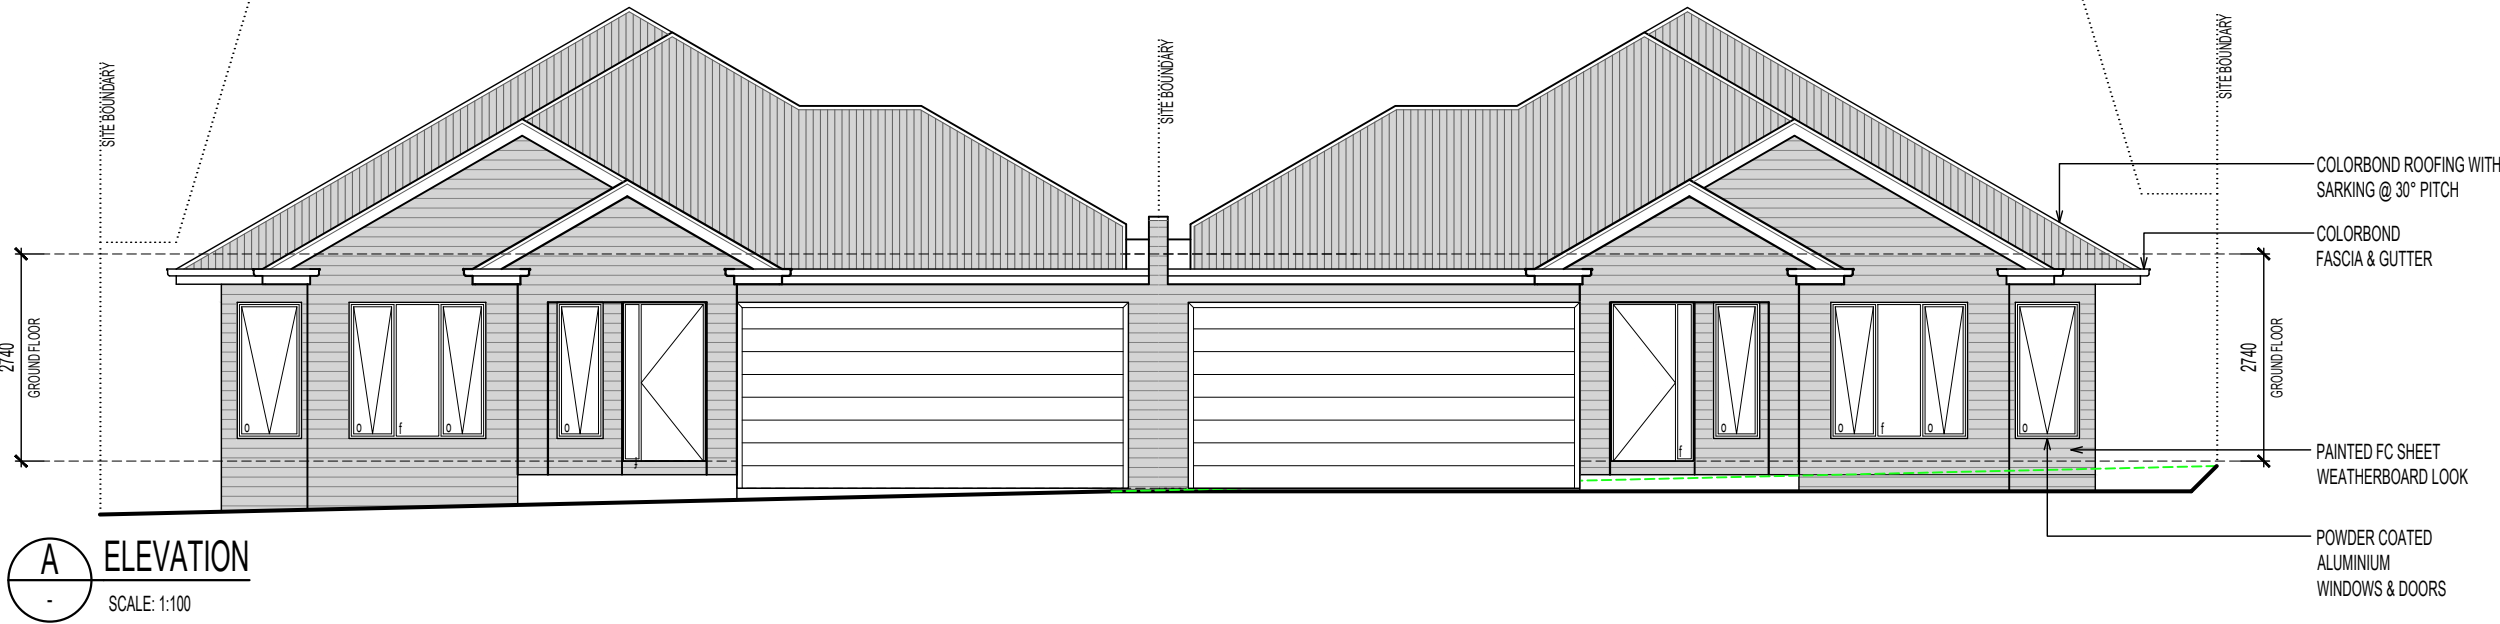 SITE BOUNDARY
SITE BOUNDARY
SITE BOUNDARY
COLORBOND ROOFING WITH
SARKING @ 30° PITCH
COLORBOND
FASCIA & GUTTER
2740
GROUND FLOOR
2740
GROUND FLOOR
O
O
f
O
O
f
f
O
O
f
O
O
PAINTED FC SHEET
WEATHERBOARD LOOK
POWDER COATED
ALUMINIUM
WINDOWS & DOORS
A
-
ELEVATION
SCALE: 1:100